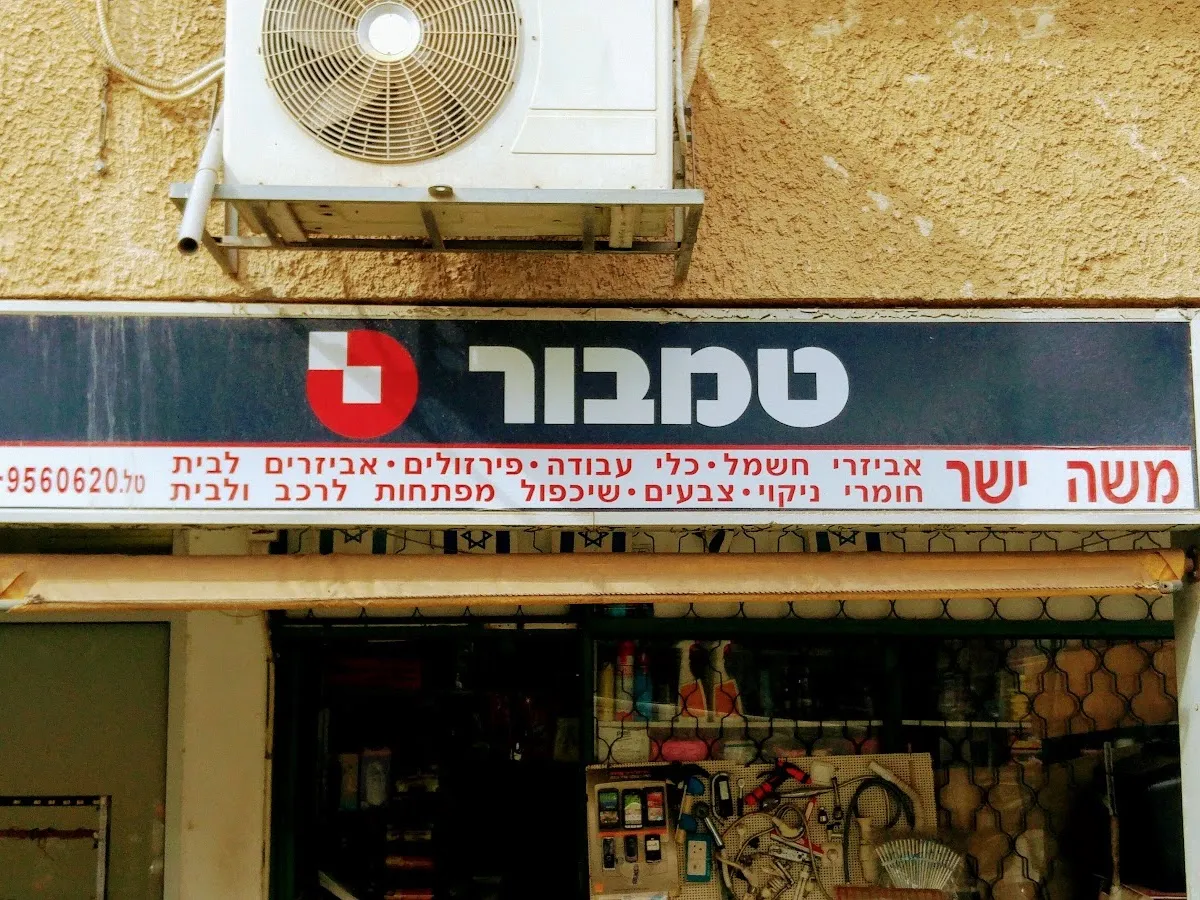 טמבור
משה ישר
אביזרי חשמל • כלי עבודה • פירזולים • אביזרים לבית
חומרי ניקוי • צבעים • שיכפול מפתחות לרכב ולבית
טל. 9560620-